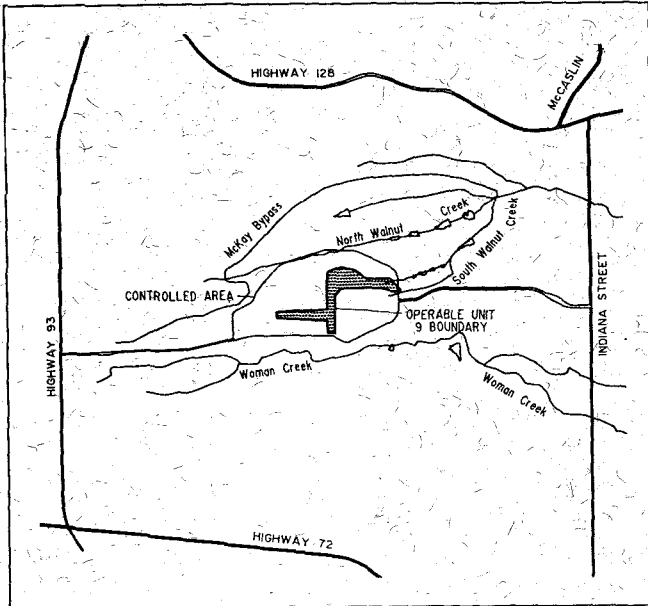 HIGHWAY 128
McCASLIN
McKay Bypass
North Walnut Creek
South Walnut Creek
CONTROLLED AREA
OPERABLE UNIT
9 BOUNDARY
HIGHWAY 93
INDIANA STREET
Woman Creek
Woman Creek
HIGHWAY 72